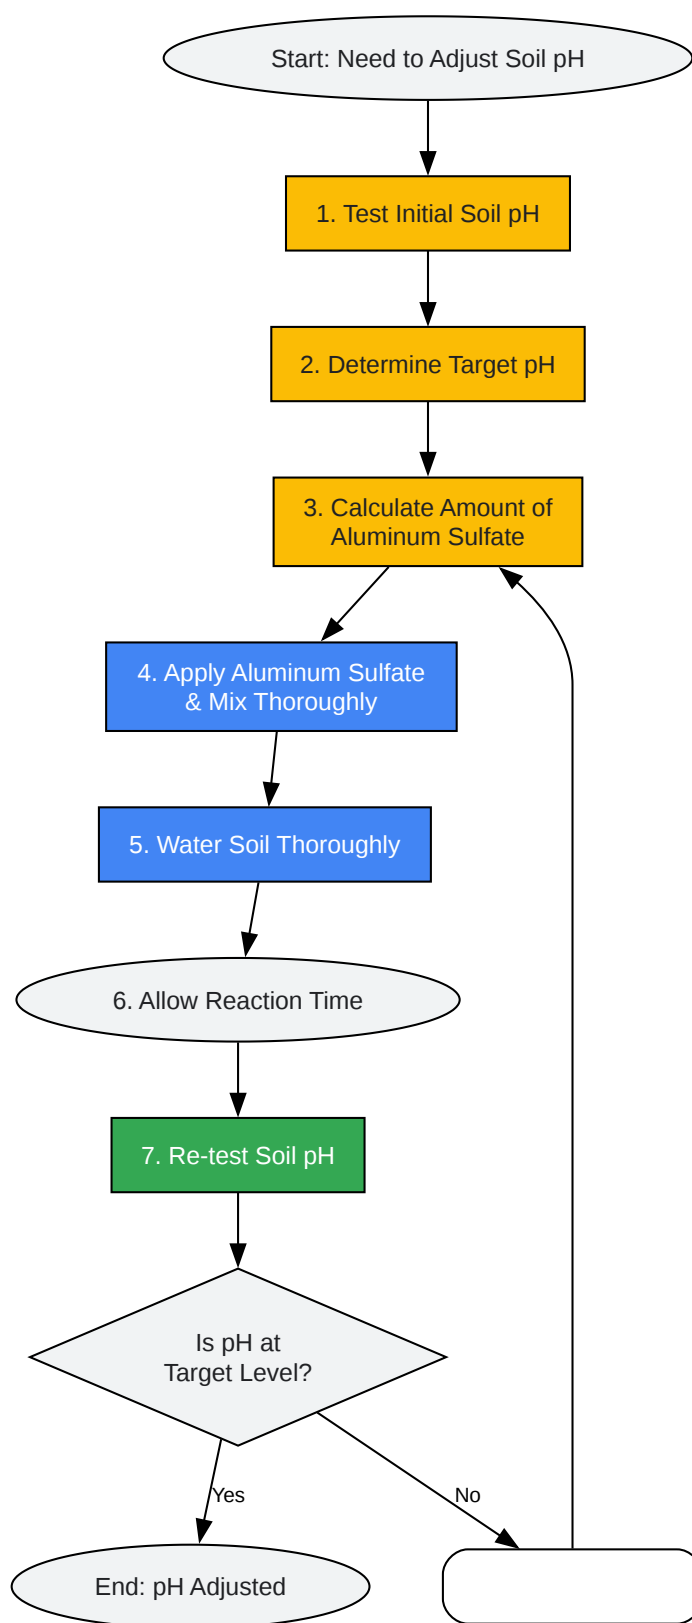 Start: Need to Adjust Soil pH
1. Test Initial Soil pH
2. Determine Target pH
3. Calculate Amount of
Aluminum Sulfate
4. Apply Aluminum Sulfate
& Mix Thoroughly
5. Water Soil Thoroughly
6. Allow Reaction Time
7. Re-test Soil pH
Is pH at
Target Level?
Yes
No
End: pH Adjusted